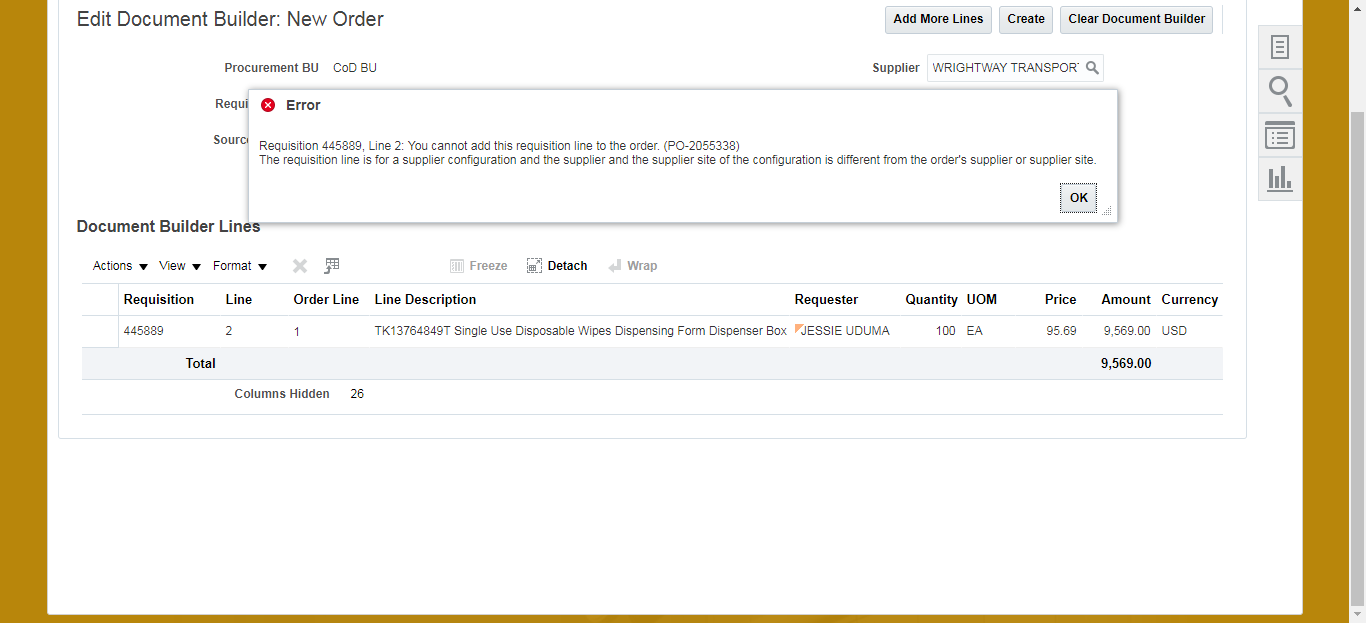 Edit Document Builder: New Order
Add More Lines Create Clear Document Builder
Procurement BU CoD BU
Supplier WRIGHTWAY TRANSPOR
Requi
Error
Sourc
Requisition 445889, Line 2: You cannot add this requisition line to the order. (PO-2055338)
The requisition line is for a supplier configuration and the supplier and the supplier site of the configuration is different from the order's supplier or supplier site.
OK
Document Builder Lines
Actions View Format Freeze Detach Wrap
Requisition Line Order Line Line Description Requester Quantity UOM Price Amount Currency
445889 2 1 TK13764849T Single Use Disposable Wipes Dispensing Form Dispenser Box JESSIE UDUMA 100 EA 95.69 9,569.00 USD
Total 9,569.00
Columns Hidden 26